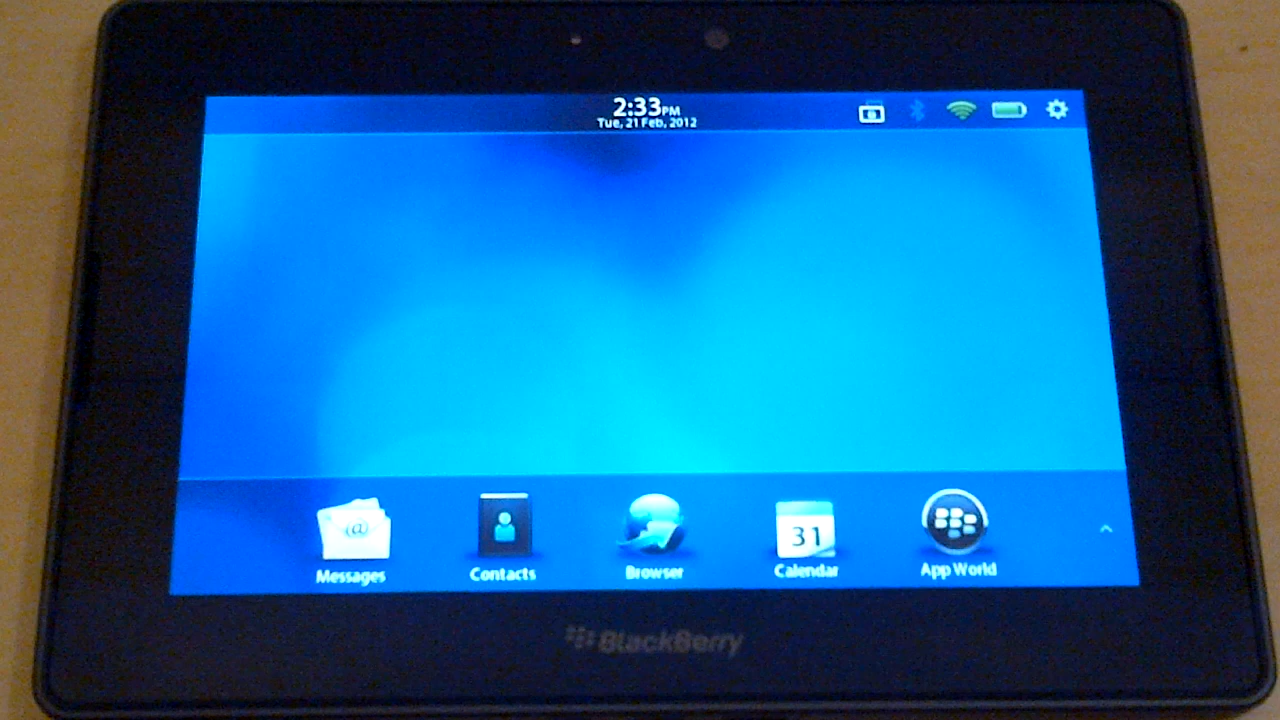 2:33PM
Tue, 21 Feb, 2012
@
31
Messages
Contacts
Browser
Calendar
App World
BlackBerry